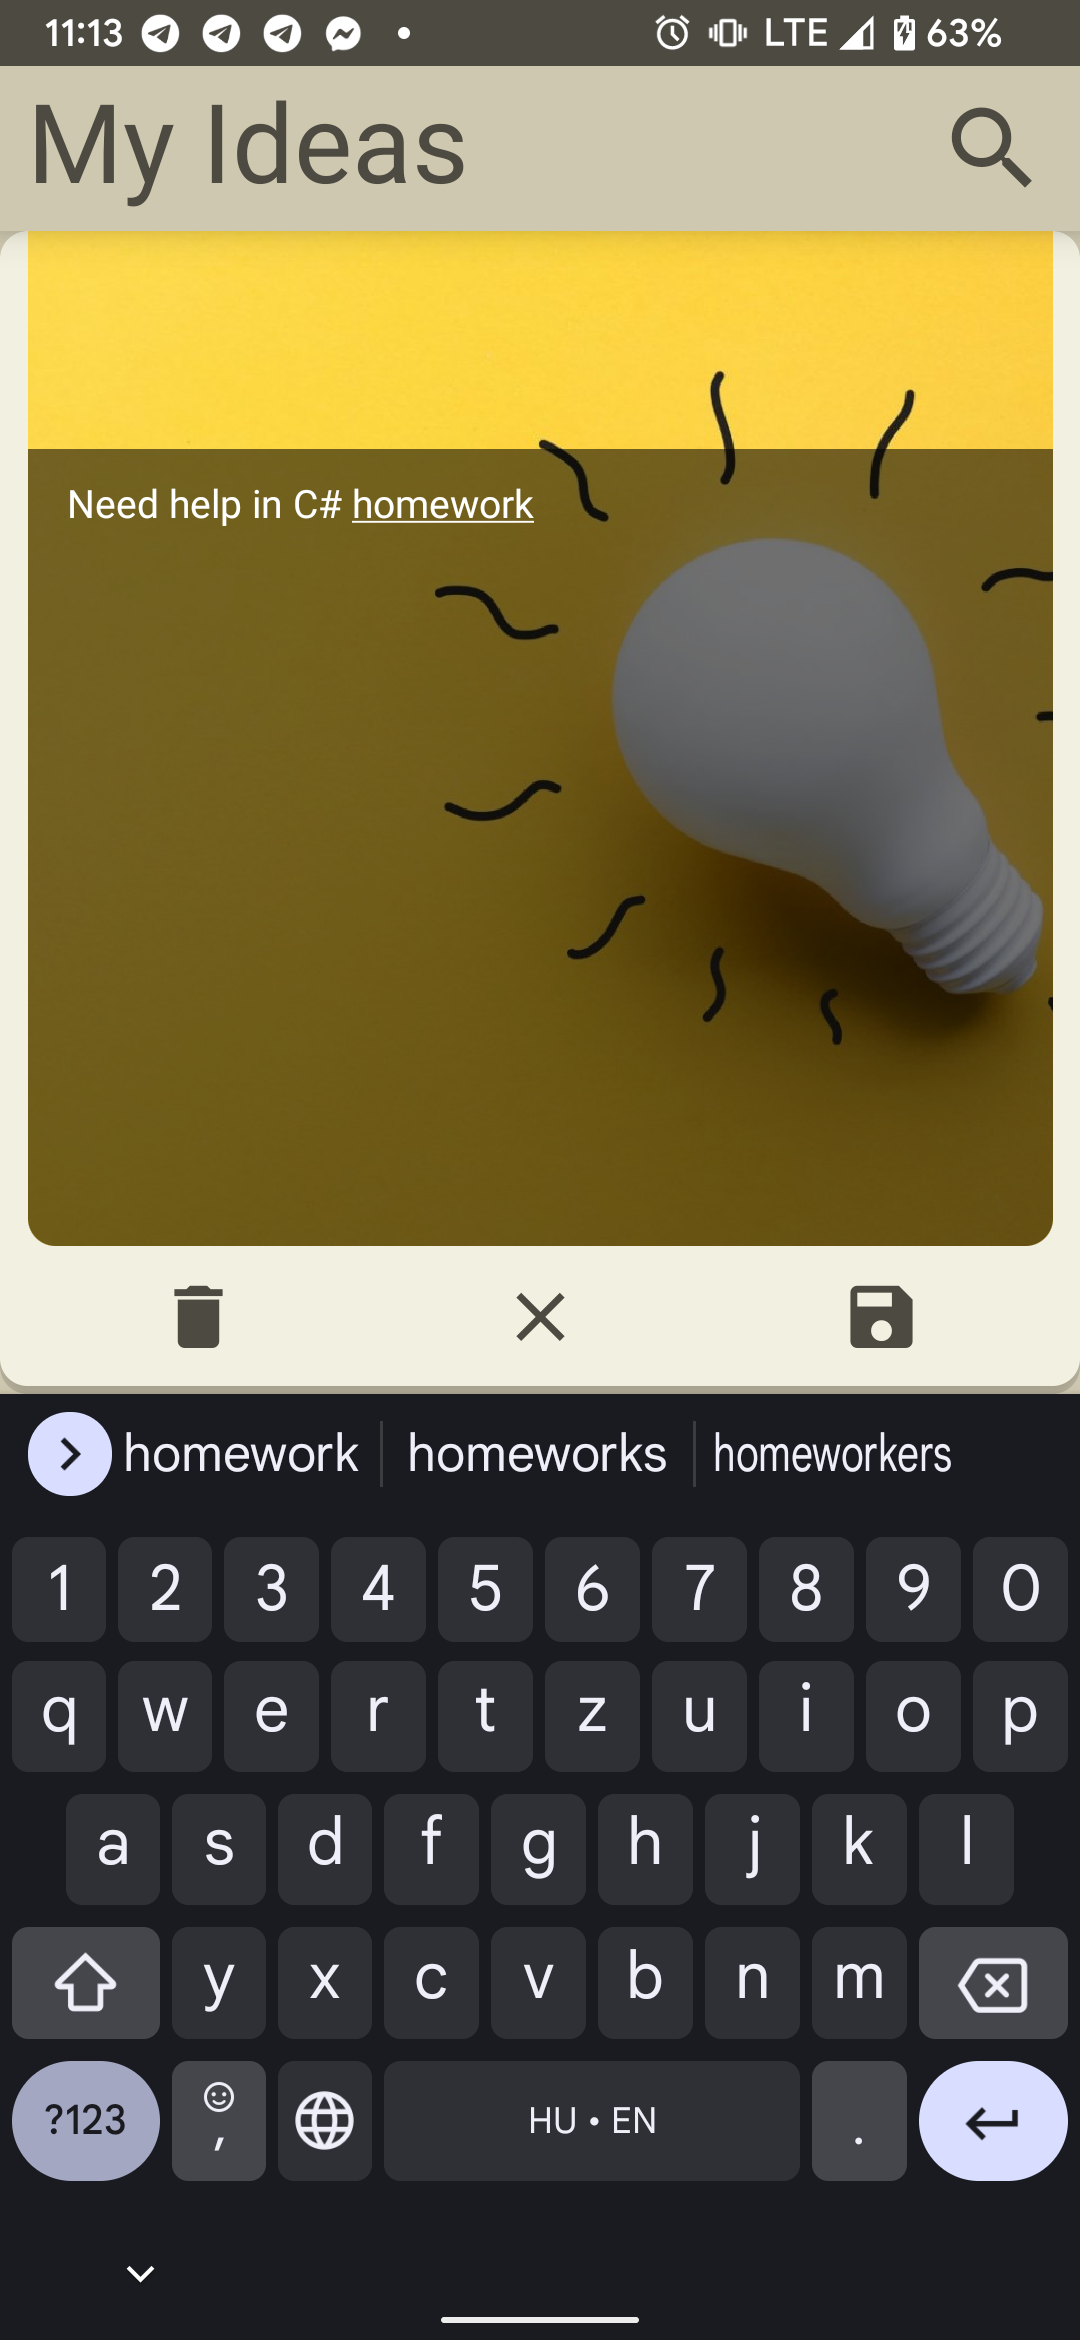 11:13 LTE 63%
My Ideas
Need help in C# homework
homework homeworks homeworkers
1 2 3 4 5 6 7 8 9 0
q w e r t z u i o p
a s d f g h j k l
y x c v b n m
?123 , HU • EN .